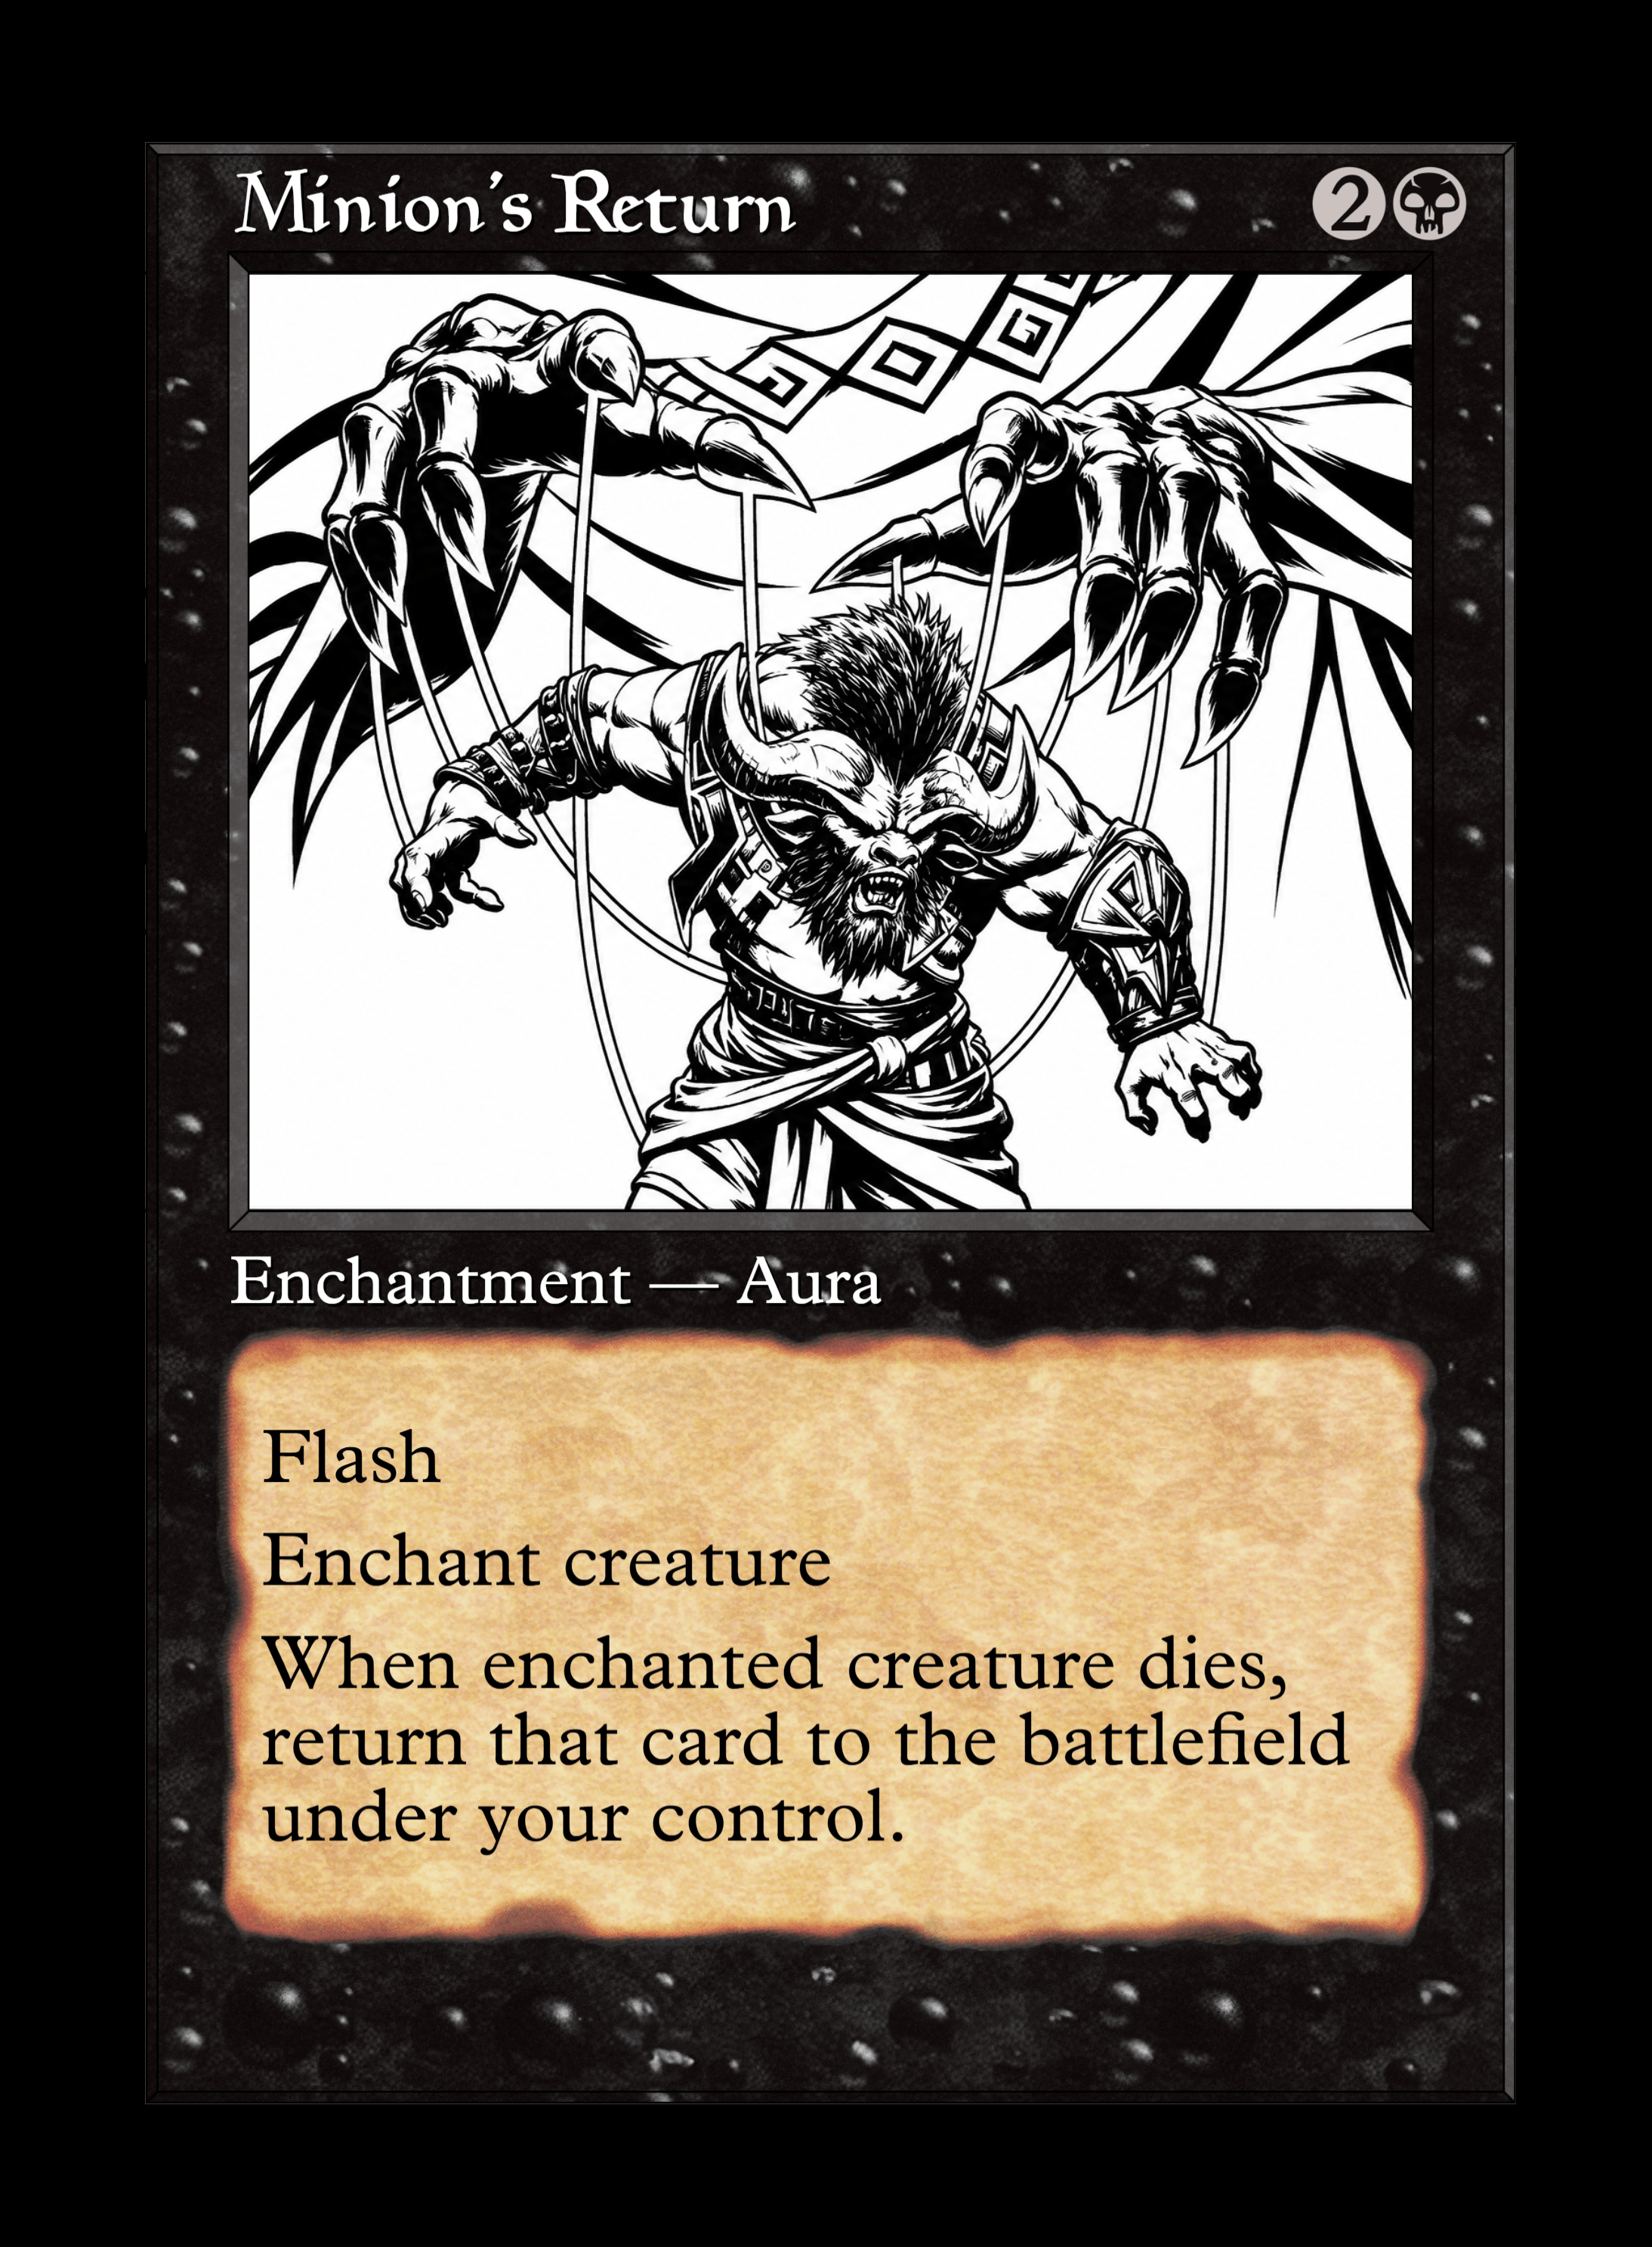 Minion's Return 2
Enchantment — Aura
Flash
Enchant creature
When enchanted creature dies,
return that card to the battlefield
under your control.